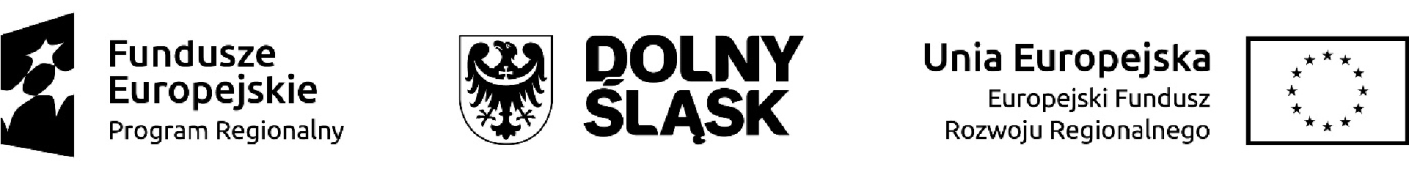 Fundusze
Europejskie
Program Regionalny
DOLNY
ŚLĄSK
Unia Europejska
Europejski Fundusz
Rozwoju Regionalnego